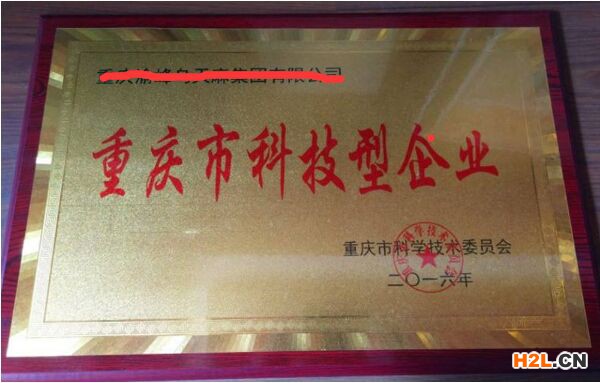 重庆市科技型企业
重庆市科学技术委员会
二〇一六年
H2L.CN